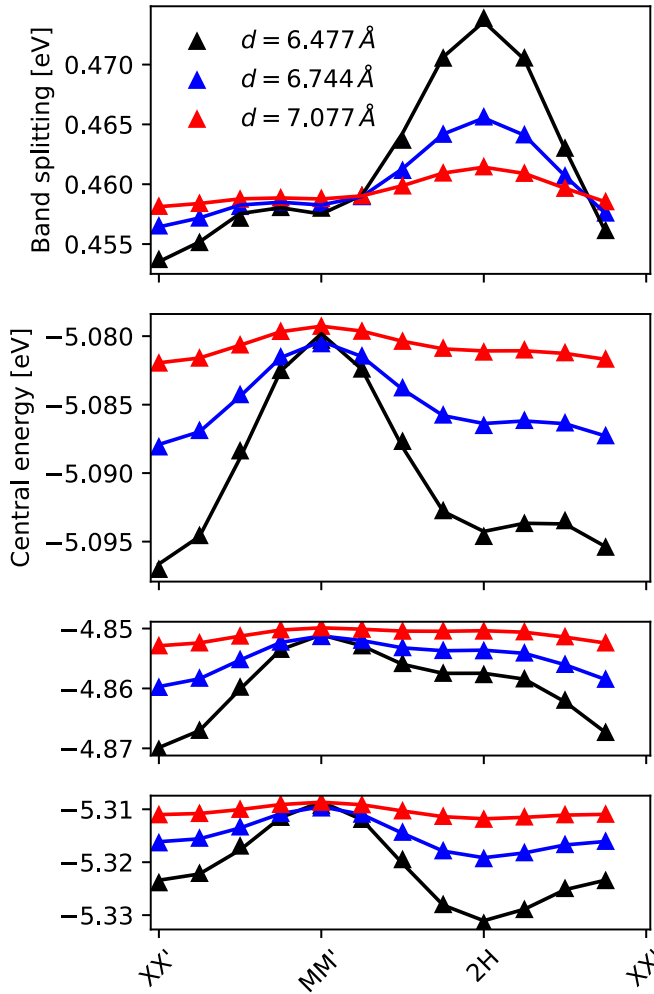 Band splitting [eV]
0.470
0.465
0.460
0.455
d = 6.477 Å
d = 6.744 Å
d = 7.077 Å
Central energy [eV]
−5.080
−5.085
−5.090
−5.095
−4.85
−4.86
−4.87
−5.31
−5.32
−5.33
XX'
MM'
2H
XX'